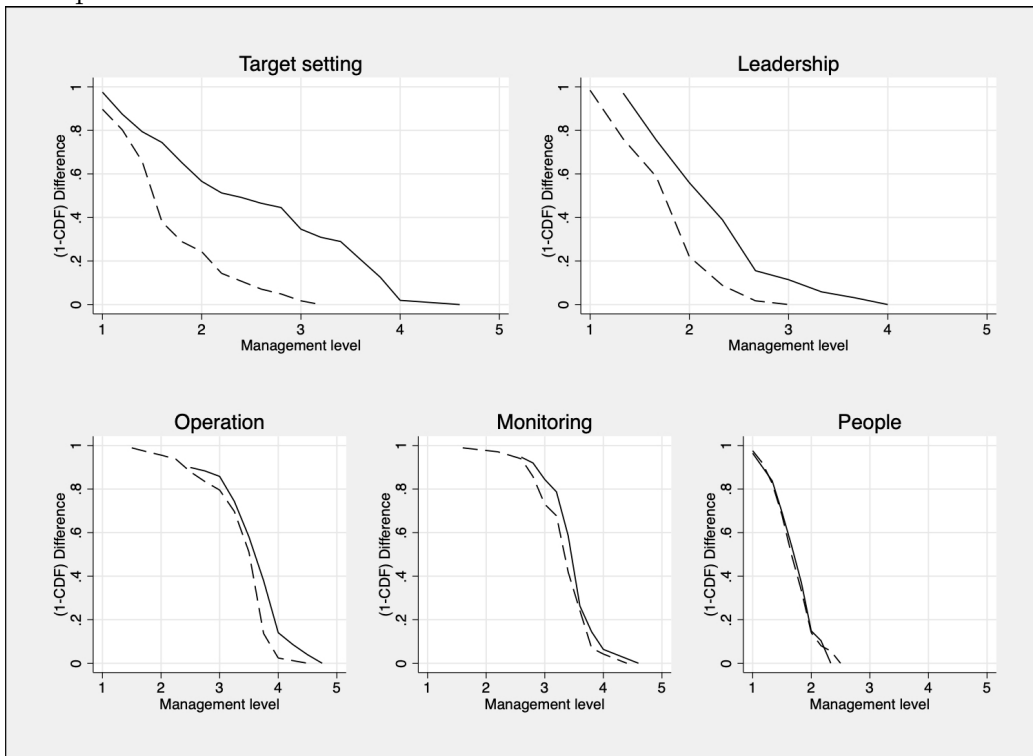 Target setting
(1-CDF) Difference
1
.8
.6
.4
.2
0
1 2 3 4 5
Management level
Leadership
(1-CDF) Difference
1
.8
.6
.4
.2
0
1 2 3 4 5
Management level
Operation
(1-CDF) Difference
1
.8
.6
.4
.2
0
1 2 3 4 5
Management level
Monitoring
(1-CDF) Difference
1
.8
.6
.4
.2
0
1 2 3 4 5
Management level
People
(1-CDF) Difference
1
.8
.6
.4
.2
0
1 2 3 4 5
Management level